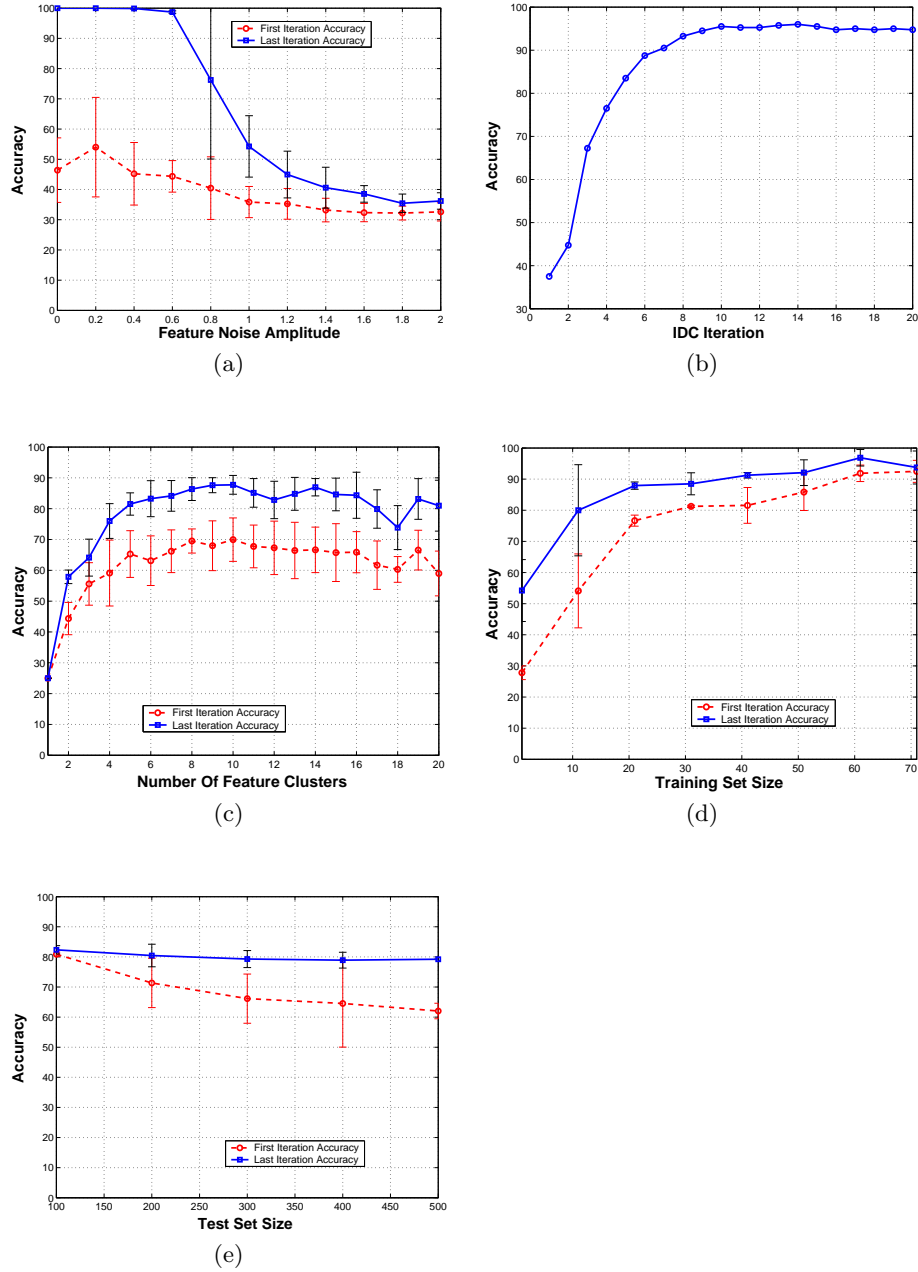 100
90
80
70
60
50
40
30
20
10
0
Accuracy
First Iteration Accuracy
Last Iteration Accuracy
0 0.2 0.4 0.6 0.8 1 1.2 1.4 1.6 1.8 2
Feature Noise Amplitude
(a)
100
90
80
70
60
50
40
30
Accuracy
0 2 4 6 8 10 12 14 16 18 20
IDC Iteration
(b)
100
90
80
70
60
50
40
30
20
10
0
Accuracy
First Iteration Accuracy
Last Iteration Accuracy
2 4 6 8 10 12 14 16 18 20
Number Of Feature Clusters
(c)
100
90
80
70
60
50
40
30
20
10
0
Accuracy
First Iteration Accuracy
Last Iteration Accuracy
10 20 30 40 50 60 70
Training Set Size
(d)
100
90
80
70
60
50
40
30
20
10
0
Accuracy
First Iteration Accuracy
Last Iteration Accuracy
100 150 200 250 300 350 400 450 500
Test Set Size
(e)